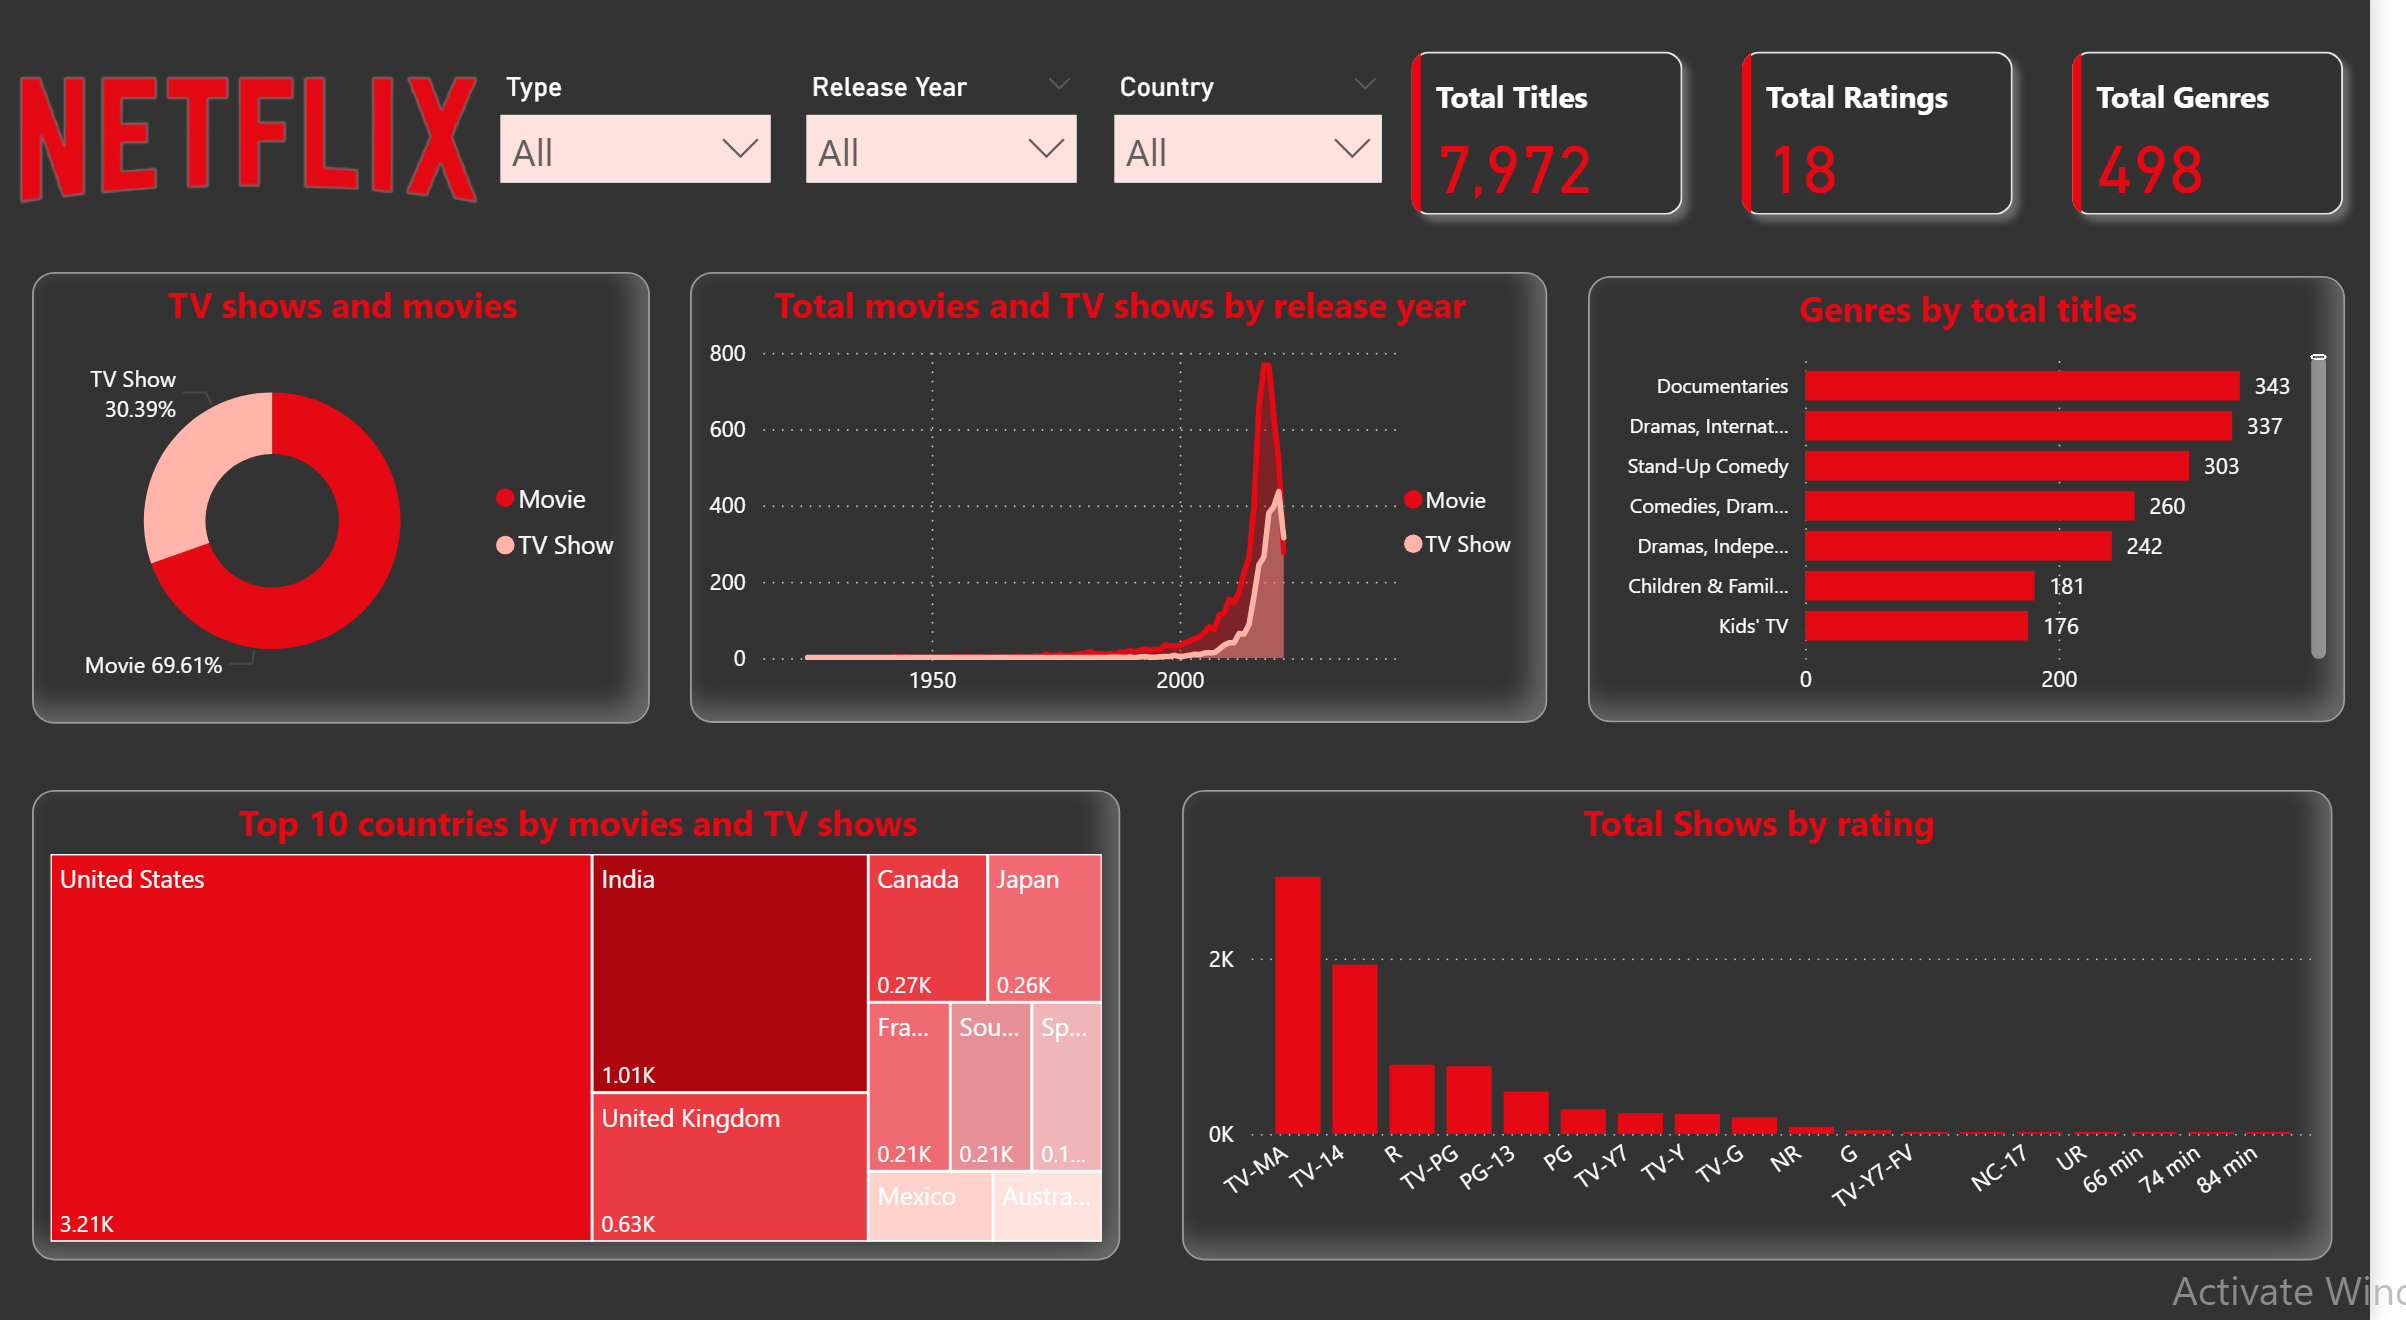 NETFLIX
Type
All
Release Year
All
Country
All
Total Titles
7,972
Total Ratings
18
Total Genres
498
TV shows and movies
TV Show
30.39%
Movie 69.61%
Movie
TV Show
Total movies and TV shows by release year
800
600
400
200
0
1950
2000
Movie
TV Show
Genres by total titles
Documentaries 343
Dramas, Internat... 337
Stand-Up Comedy 303
Comedies, Dram... 260
Dramas, Indepe... 242
Children & Famil... 181
Kids' TV 176
0 200
Top 10 countries by movies and TV shows
United States
3.21K
India
1.01K
United Kingdom
0.63K
Canada
0.27K
Japan
0.26K
Fra...
0.21K
Sou...
0.21K
Sp...
0.1...
Mexico
Austra...
Total Shows by rating
2K
0K
TV-MA
TV-14
R
TV-PG
PG-13
PG
TV-Y7
TV-Y
TV-G
NR
G
TV-Y7-FV
NC-17
UR
66 min
74 min
84 min
Activate Winc